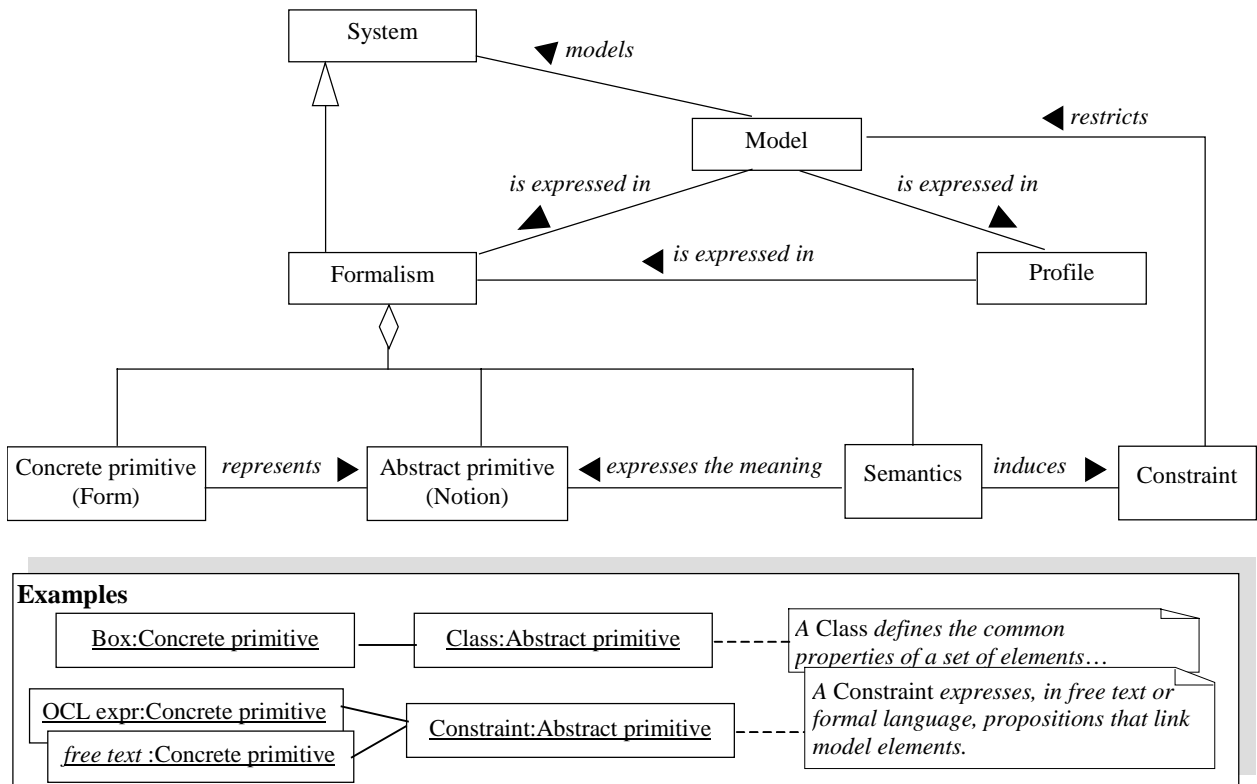 System
models
Model
restricts
is expressed in
is expressed in
Formalism
is expressed in
Profile
Concrete primitive
(Form)
represents
Abstract primitive
(Notion)
expresses the meaning
Semantics
induces
Constraint
Examples
Box:Concrete primitive
Class:Abstract primitive
A Class defines the common
properties of a set of elements…
OCL expr:Concrete primitive
free text :Concrete primitive
Constraint:Abstract primitive
A Constraint expresses, in free text or
formal language, propositions that link
model elements.